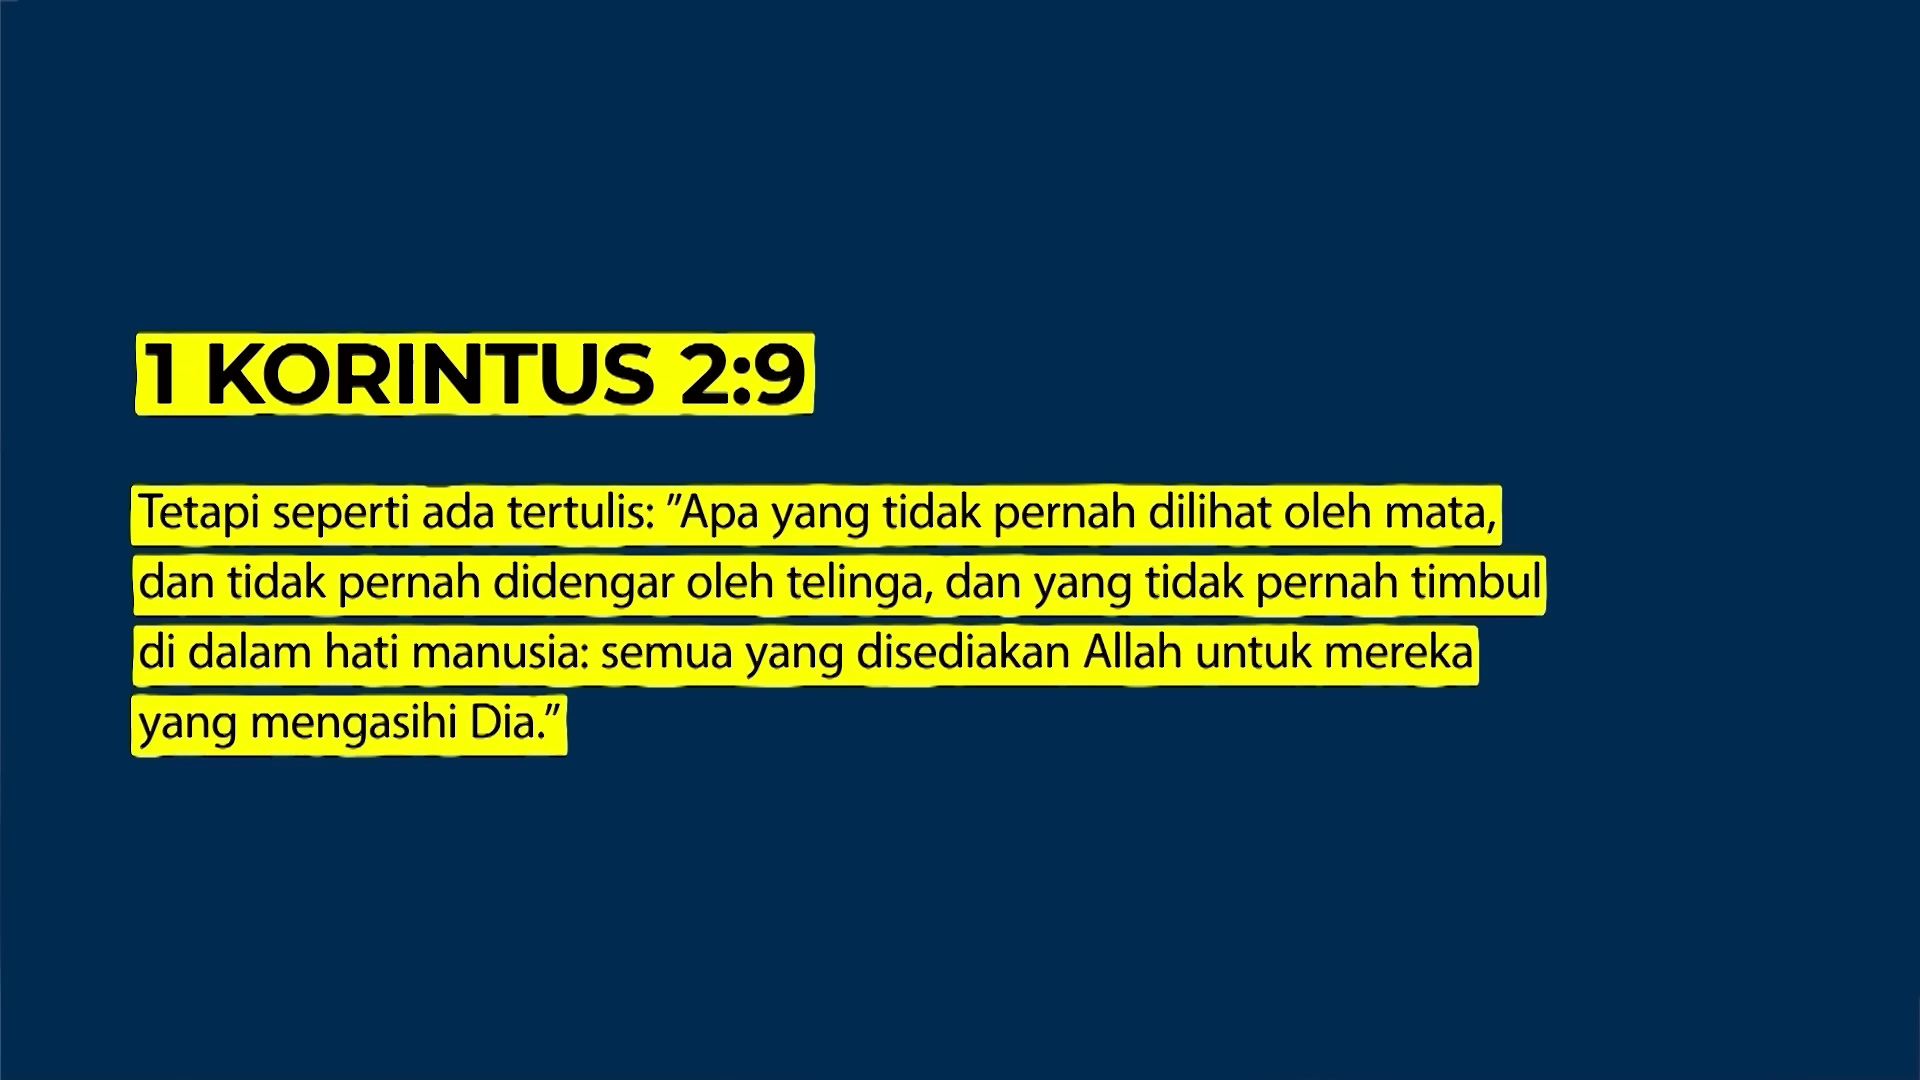 1 KORINTUS 2:9
Tetapi seperti ada tertulis: ”Apa yang tidak pernah dilihat oleh mata,
dan tidak pernah didengar oleh telinga, dan yang tidak pernah timbul
di dalam hati manusia: semua yang disediakan Allah untuk mereka
yang mengasihi Dia.”